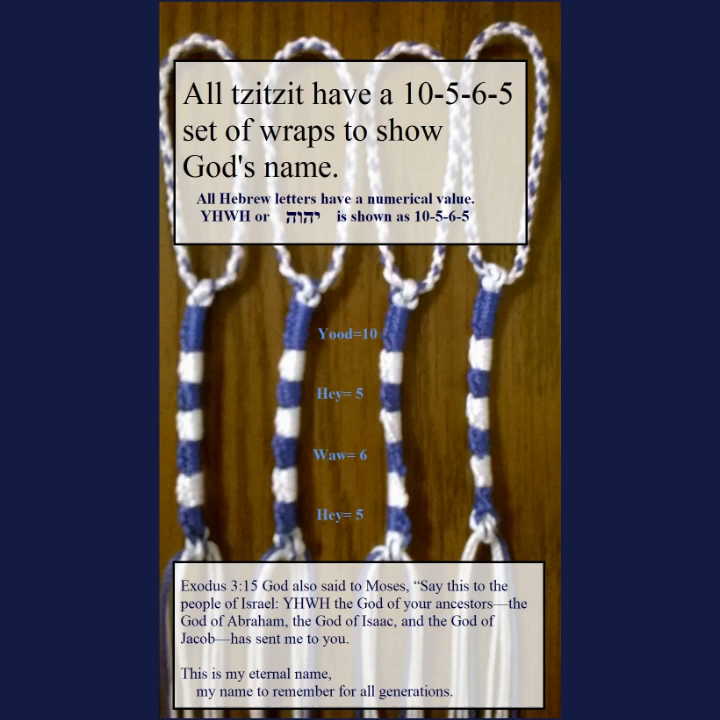 All tzitzit have a 10-5-6-5
set of wraps to show
God's name.
All Hebrew letters have a numerical value.
YHWH or יהוה is shown as 10-5-6-5
Yood=10
Hey= 5
Waw= 6
Hey= 5
Exodus 3:15 God also said to Moses, “Say this to the
people of Israel: YHWH the God of your ancestors—the
God of Abraham, the God of Isaac, and the God of
Jacob—has sent me to you.
This is my eternal name,
my name to remember for all generations.